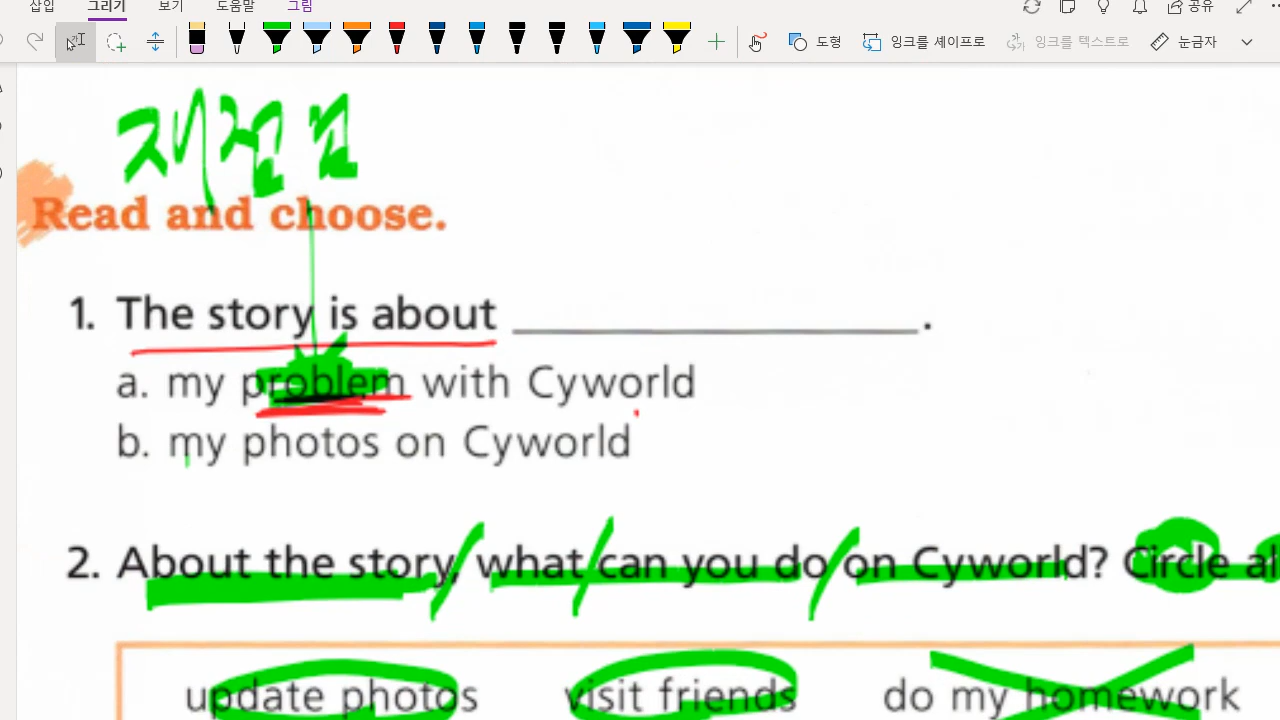 삽입 그리기 보기 도움말 그림 공유
도형 잉크를 셰이프로 잉크를 텍스트로 눈금자
Read and choose.
1. The story is about ____________.
a. my problem with Cyworld
b. my photos on Cyworld
2. About the story, what can you do on Cyworld? Circle al
update photos visit friends do my homework